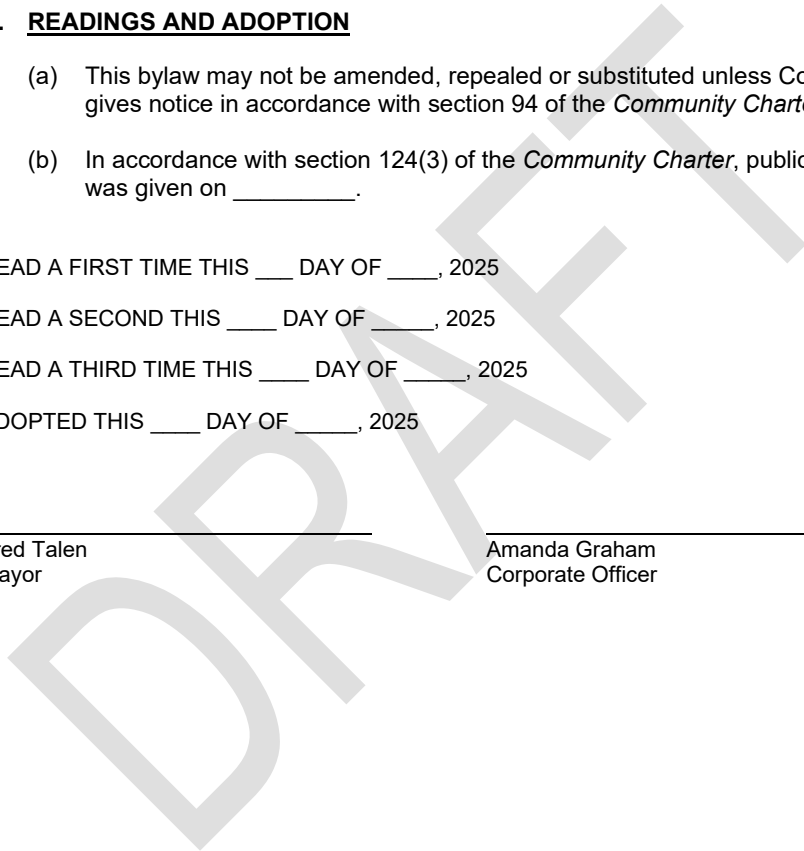 . READINGS AND ADOPTION
(a) This bylaw may not be amended, repealed or substituted unless Co
gives notice in accordance with section 94 of the Community Charte
(b) In accordance with section 124(3) of the Community Charter, public
was given on _________.
EAD A FIRST TIME THIS ___ DAY OF ____, 2025
EAD A SECOND THIS ____ DAY OF _____, 2025
EAD A THIRD TIME THIS ____ DAY OF _____, 2025
DOPTED THIS ____ DAY OF _____, 2025
red Talen
ayor
Amanda Graham
Corporate Officer
DRAFT